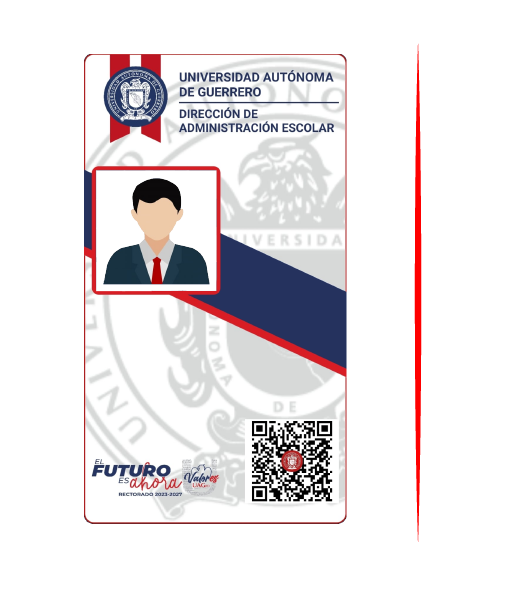 UNIVERSIDAD AUTÓNOMA
DE GUERRERO
DIRECCIÓN DE
ADMINISTRACIÓN ESCOLAR
UNIVERSIDA
NOMA
DE
EL
FUTURO
ES ahora
RECTORADO 2023-2027
Valores
UAGro